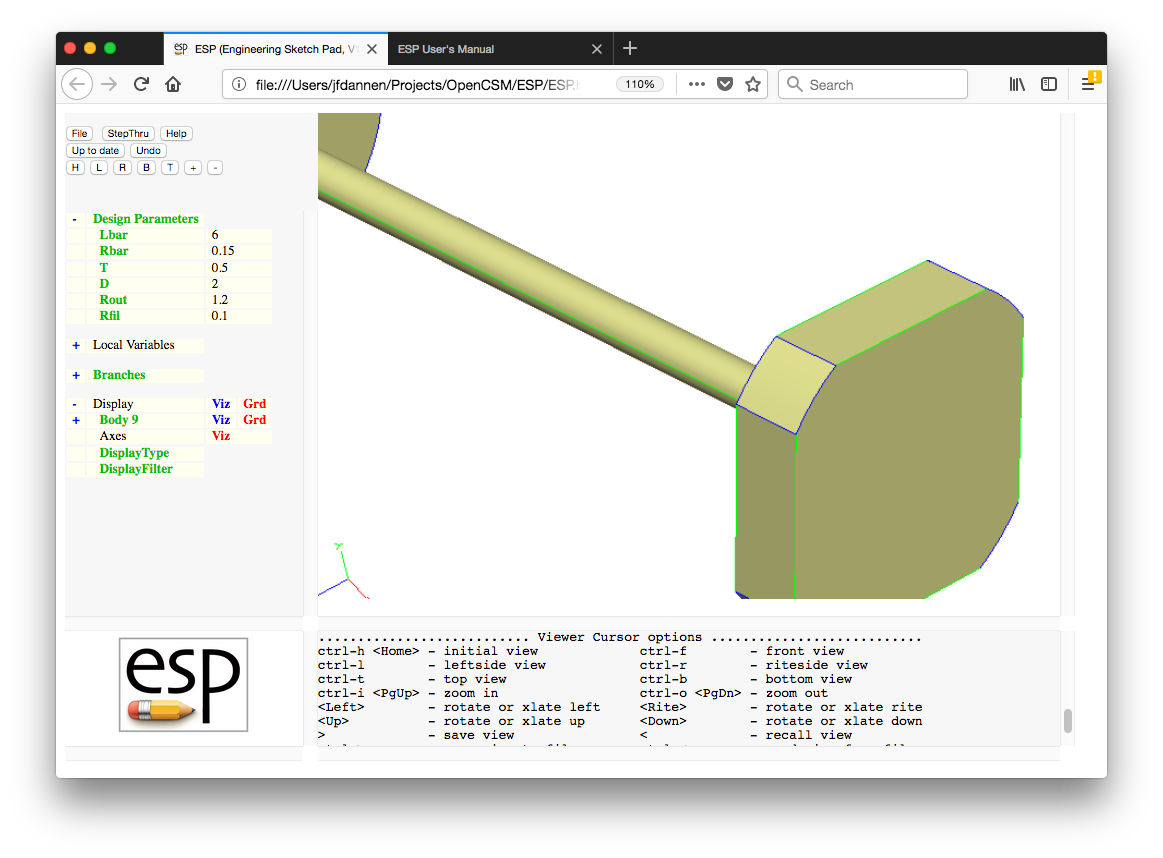 esp ESP (Engineering Sketch Pad, V1
ESP User's Manual
file:///Users/jfdannen/Projects/OpenCSM/ESP/ESP.
110%
Search
File StepThru Help
Up to date Undo
H L R B T + -
- Design Parameters
Lbar 6
Rbar 0.15
T 0.5
D 2
Rout 1.2
Rfil 0.1
+ Local Variables
+ Branches
- Display Viz Grd
+ Body 9 Viz Grd
Axes Viz
DisplayType
DisplayFilter
esp
........................... Viewer Cursor options ...........................
ctrl-h <Home> - initial view ctrl-f - front view
ctrl-l - leftside view ctrl-r - riteside view
ctrl-t - top view ctrl-b - bottom view
ctrl-i <PgUp> - zoom in ctrl-o <PgDn> - zoom out
<Left> - rotate or xlate left <Rite> - rotate or xlate rite
<Up> - rotate or xlate up <Down> - rotate or xlate down
> - save view < - recall view